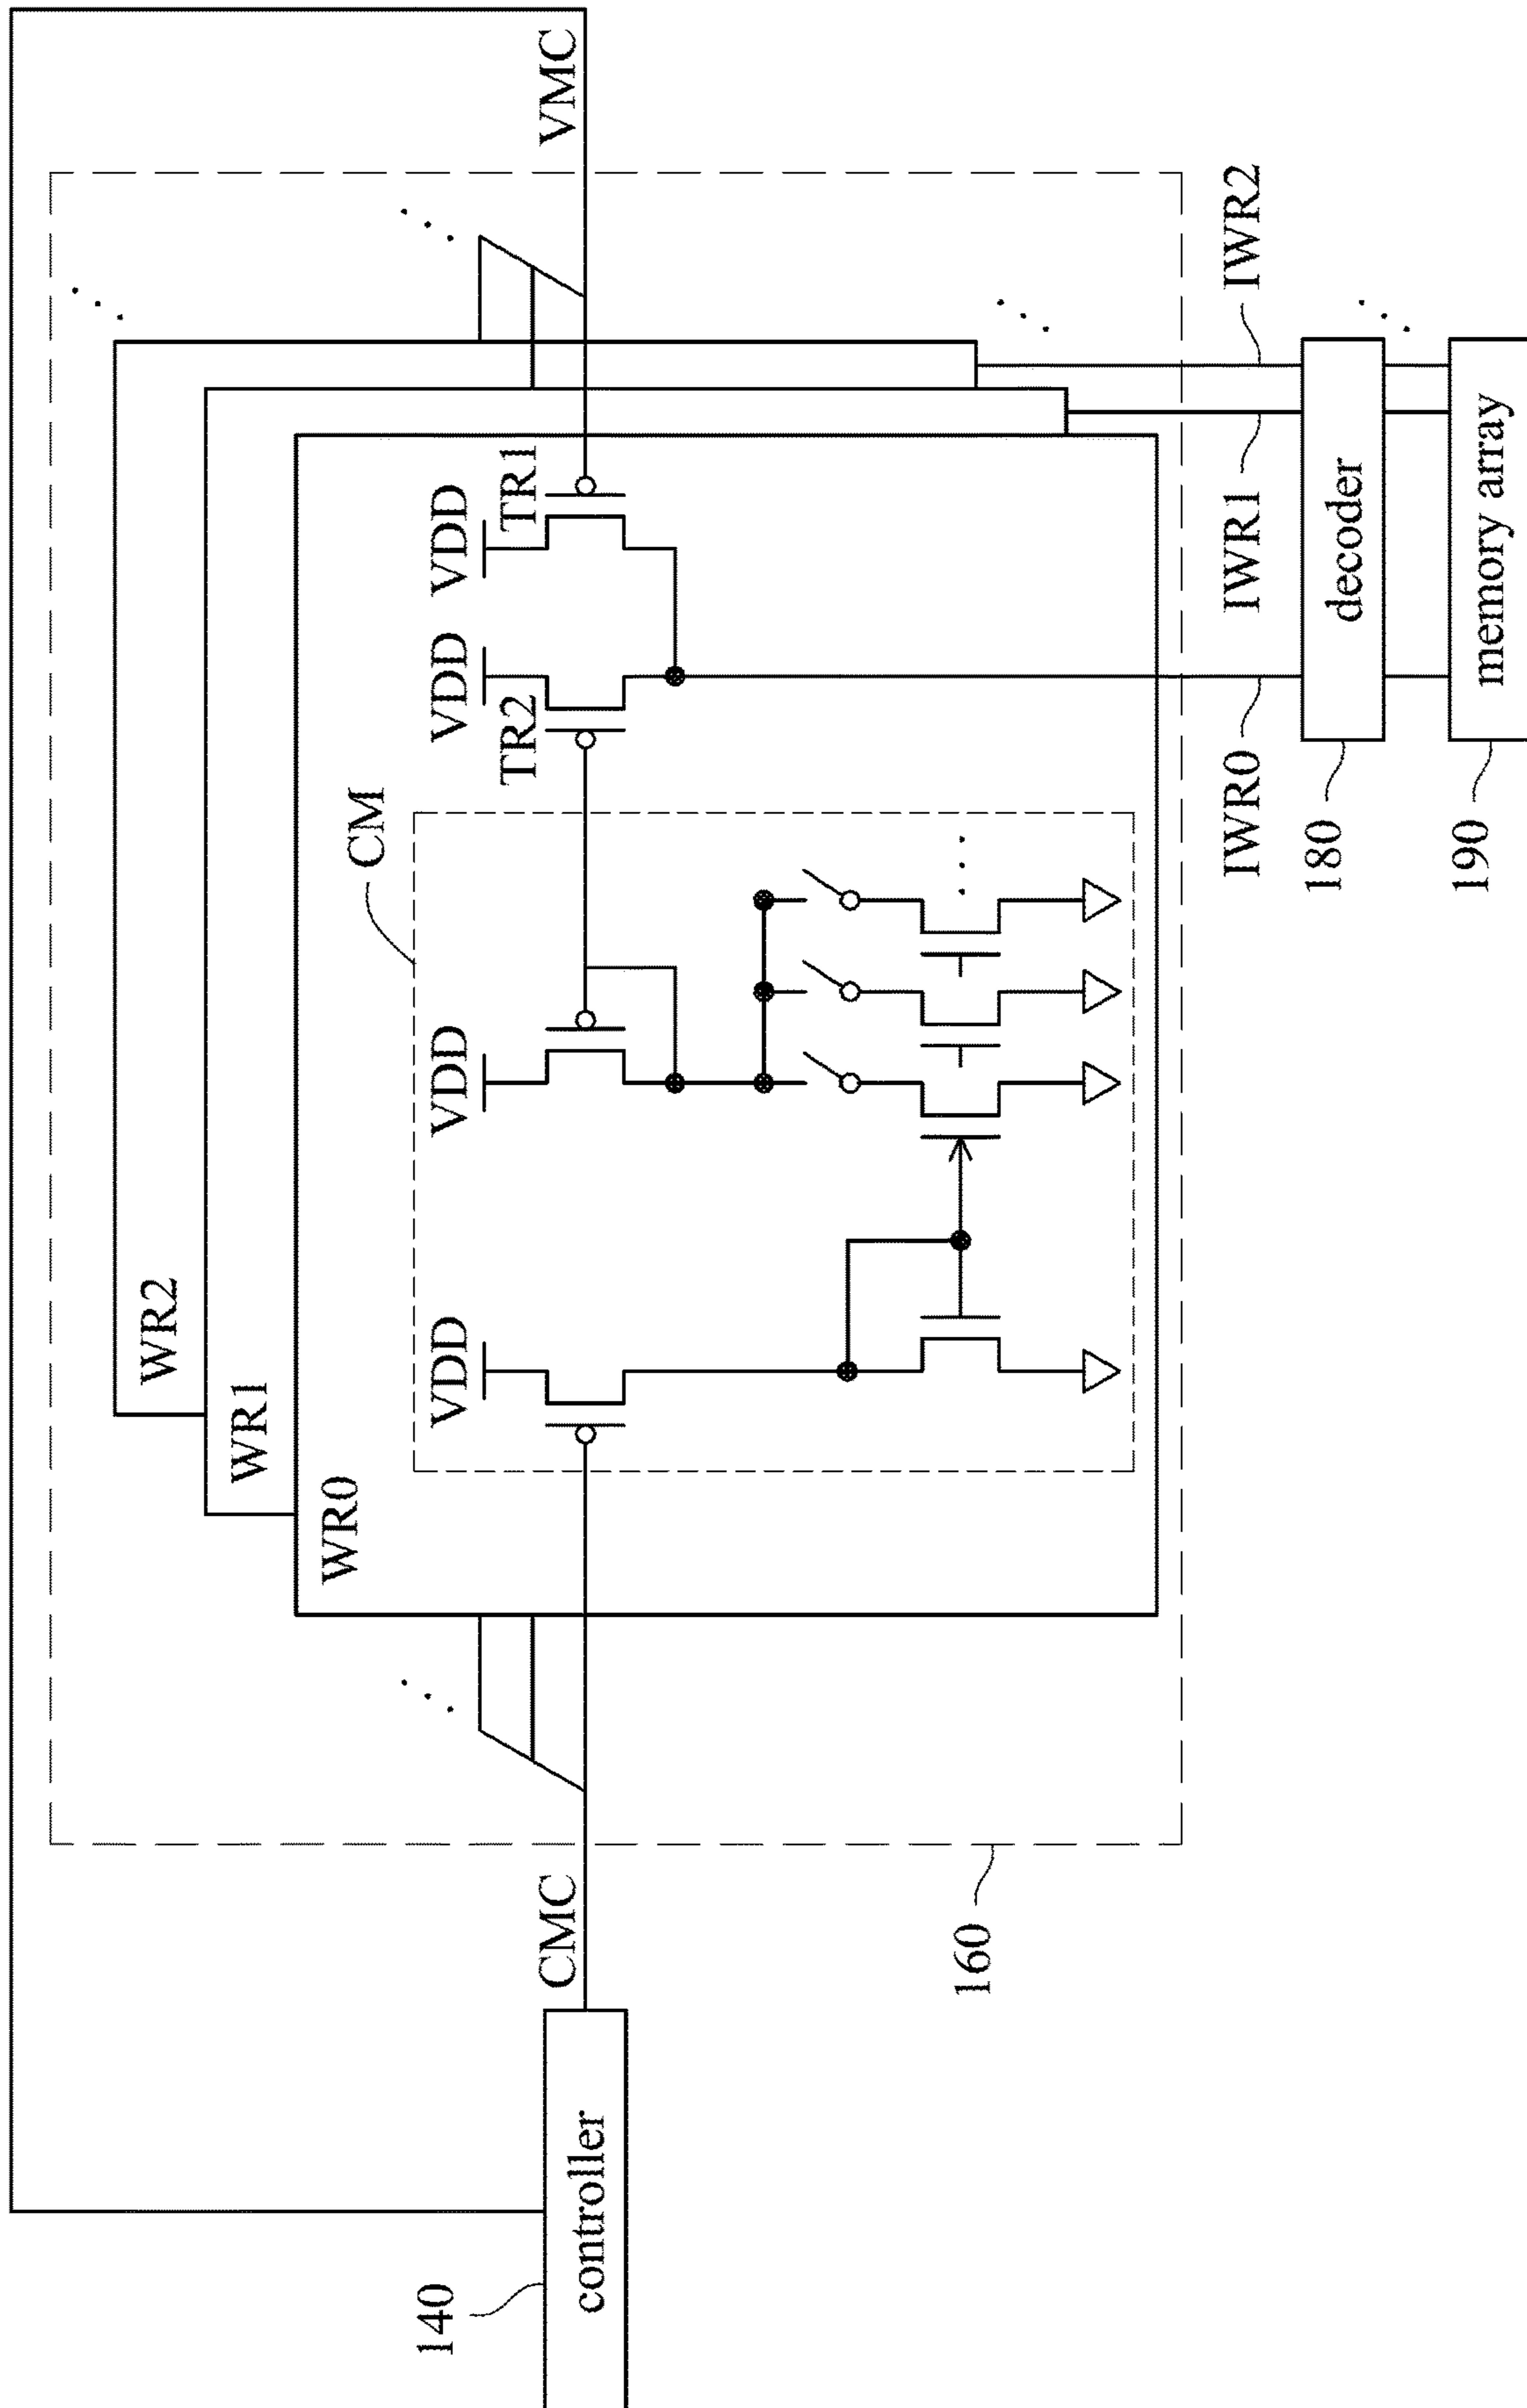 VMC
WR2
WR1
WR0
CM
VDD
VDD
VDD
VDD
TR2
TR1
CMC
controller
140
160
IWR0
IWR1
IWR2
decoder
180
memory array
190